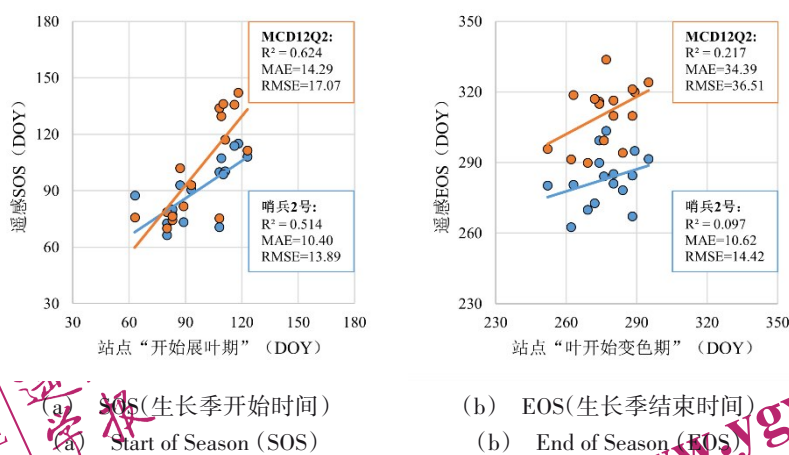 180
150
120
90
60
30
30 60 90 120 150 180
遥感SOS（DOY）
站点“开始展叶期”（DOY）
MCD12Q2:
R² = 0.624
MAE=14.29
RMSE=17.07
哨兵2号:
R² = 0.514
MAE=10.40
RMSE=13.89
350
320
290
260
230
230 260 290 320 350
遥感EOS（DOY）
站点“叶开始变色期”（DOY）
MCD12Q2:
R² = 0.217
MAE=34.39
RMSE=36.51
哨兵2号:
R² = 0.097
MAE=10.62
RMSE=14.42
（a） SOS(生长季开始时间）
（a） Start of Season（SOS）
（b） EOS(生长季结束时间）
（b） End of Season（EOS）
学报
www.yg